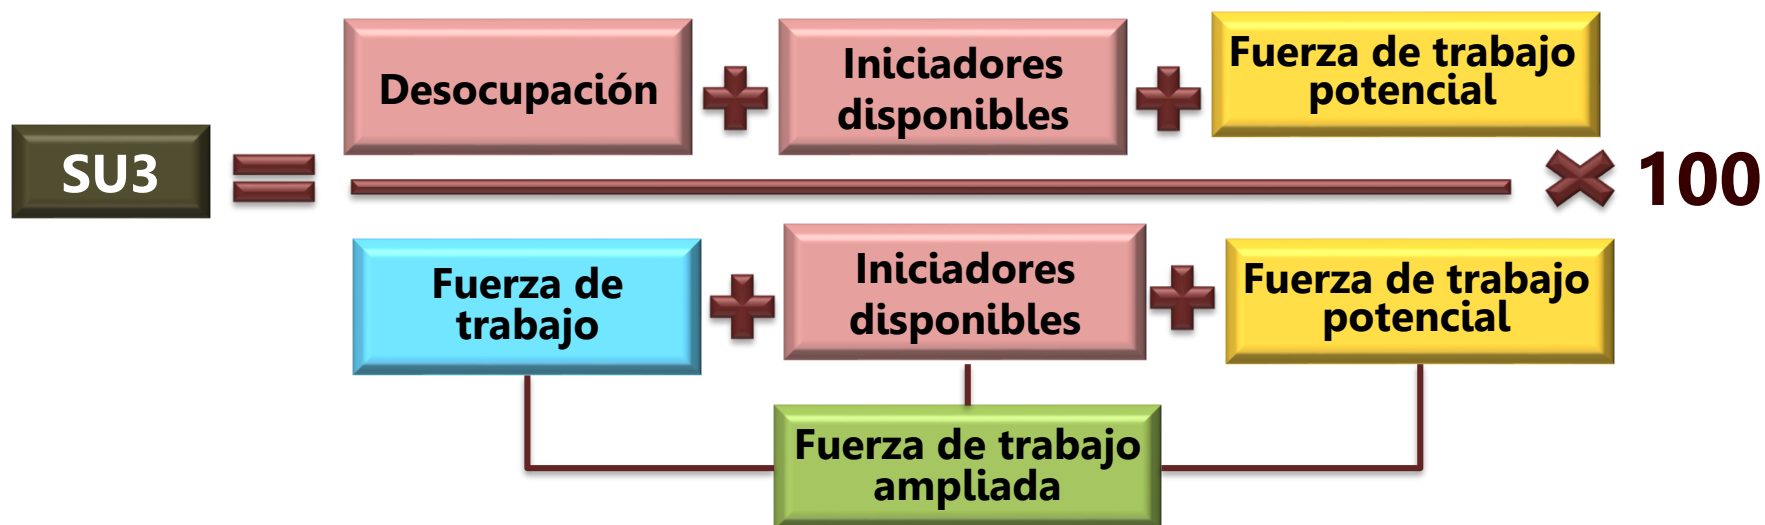 Desocupación
Iniciadores
disponibles
Fuerza de trabajo
potencial
SU3
100
Fuerza de
trabajo
Iniciadores
disponibles
Fuerza de trabajo
potencial
Fuerza de trabajo
ampliada